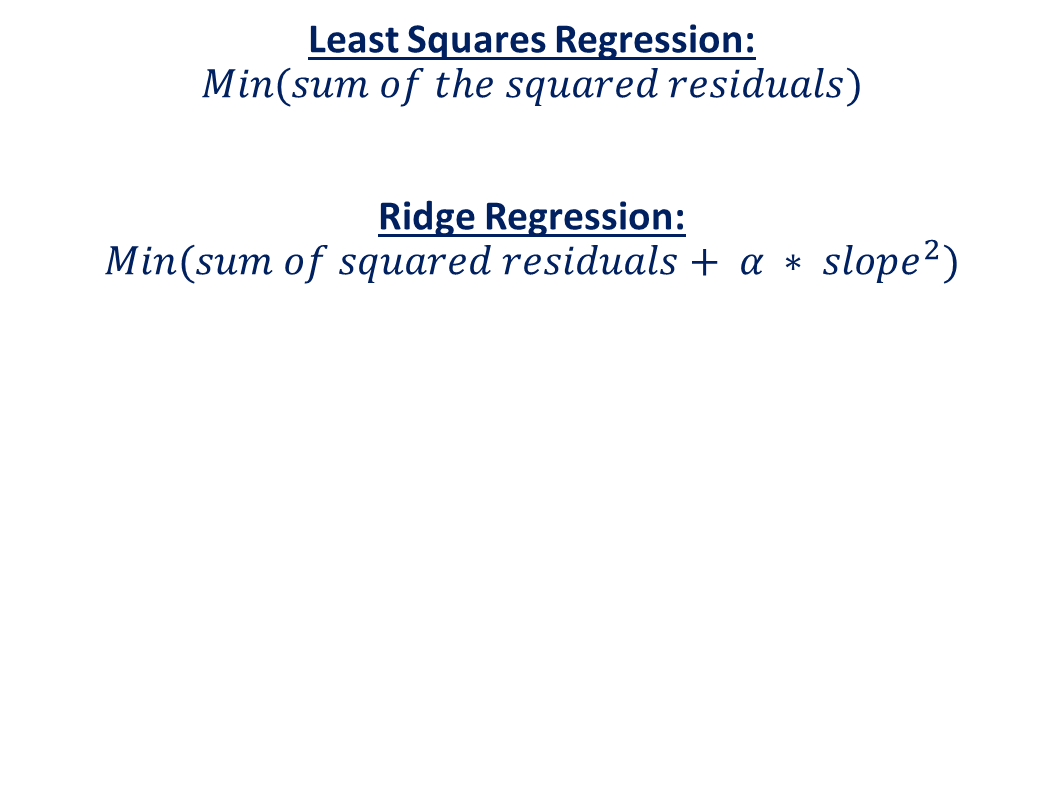 Least Squares Regression:
𝑀𝑖𝑛(𝑠𝑢𝑚 𝑜𝑓 𝑡ℎ𝑒 𝑠𝑞𝑢𝑎𝑟𝑒𝑑 𝑟𝑒𝑠𝑖𝑑𝑢𝑎𝑙𝑠)
Ridge Regression:
𝑀𝑖𝑛(𝑠𝑢𝑚 𝑜𝑓 𝑠𝑞𝑢𝑎𝑟𝑒𝑑 𝑟𝑒𝑠𝑖𝑑𝑢𝑎𝑙𝑠 + 𝛼 ∗ 𝑠𝑙𝑜𝑝𝑒²)